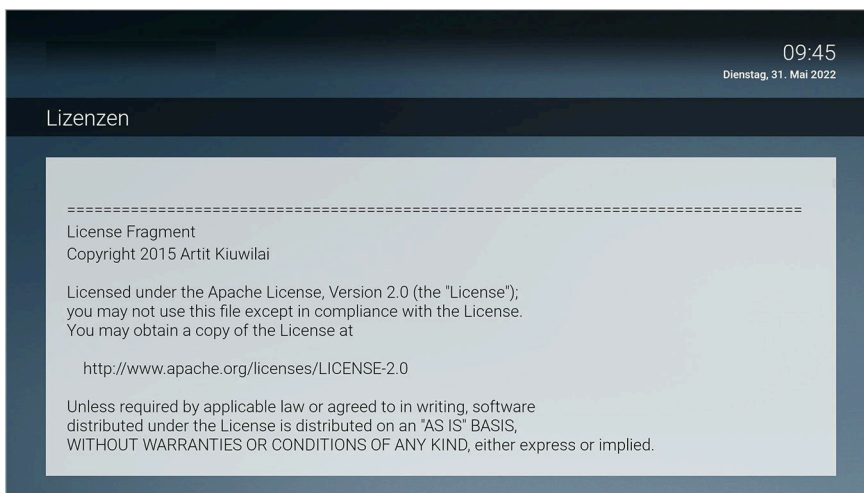 09:45
Dienstag, 31. Mai 2022
Lizenzen
================================================================================
License Fragment
Copyright 2015 Artit Kiuwilai
Licensed under the Apache License, Version 2.0 (the "License");
you may not use this file except in compliance with the License.
You may obtain a copy of the License at
http://www.apache.org/licenses/LICENSE-2.0
Unless required by applicable law or agreed to in writing, software
distributed under the License is distributed on an "AS IS" BASIS,
WITHOUT WARRANTIES OR CONDITIONS OF ANY KIND, either express or implied.